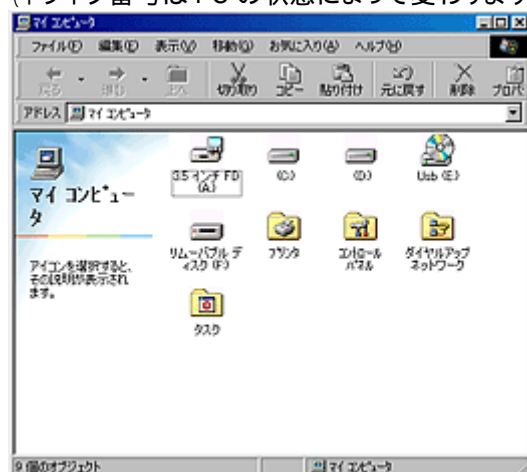 (ドライブ番号はPCの状態によって変わります
マイ コンピュータ
ファイル(F) 編集(E) 表示(V) 移動(G) お気に入り(A) ヘルプ(H)
戻る 進む 上へ 切り取り コピー 貼り付け 元に戻す 削除 プロパ
アドレス マイ コンピュータ
マイ コンピュー
タ
アイコンを選択すると、
その説明が表示され
ます。
3.5 インチ FD
(A:)
(C:)
(D:)
Usb (E:)
リムーバブル デ
ィスク (F:)
プリンタ
コントロール
パネル
ダイヤルアップ
ネットワーク
タスク
9 個のオブジェクト
マイ コンピュータ